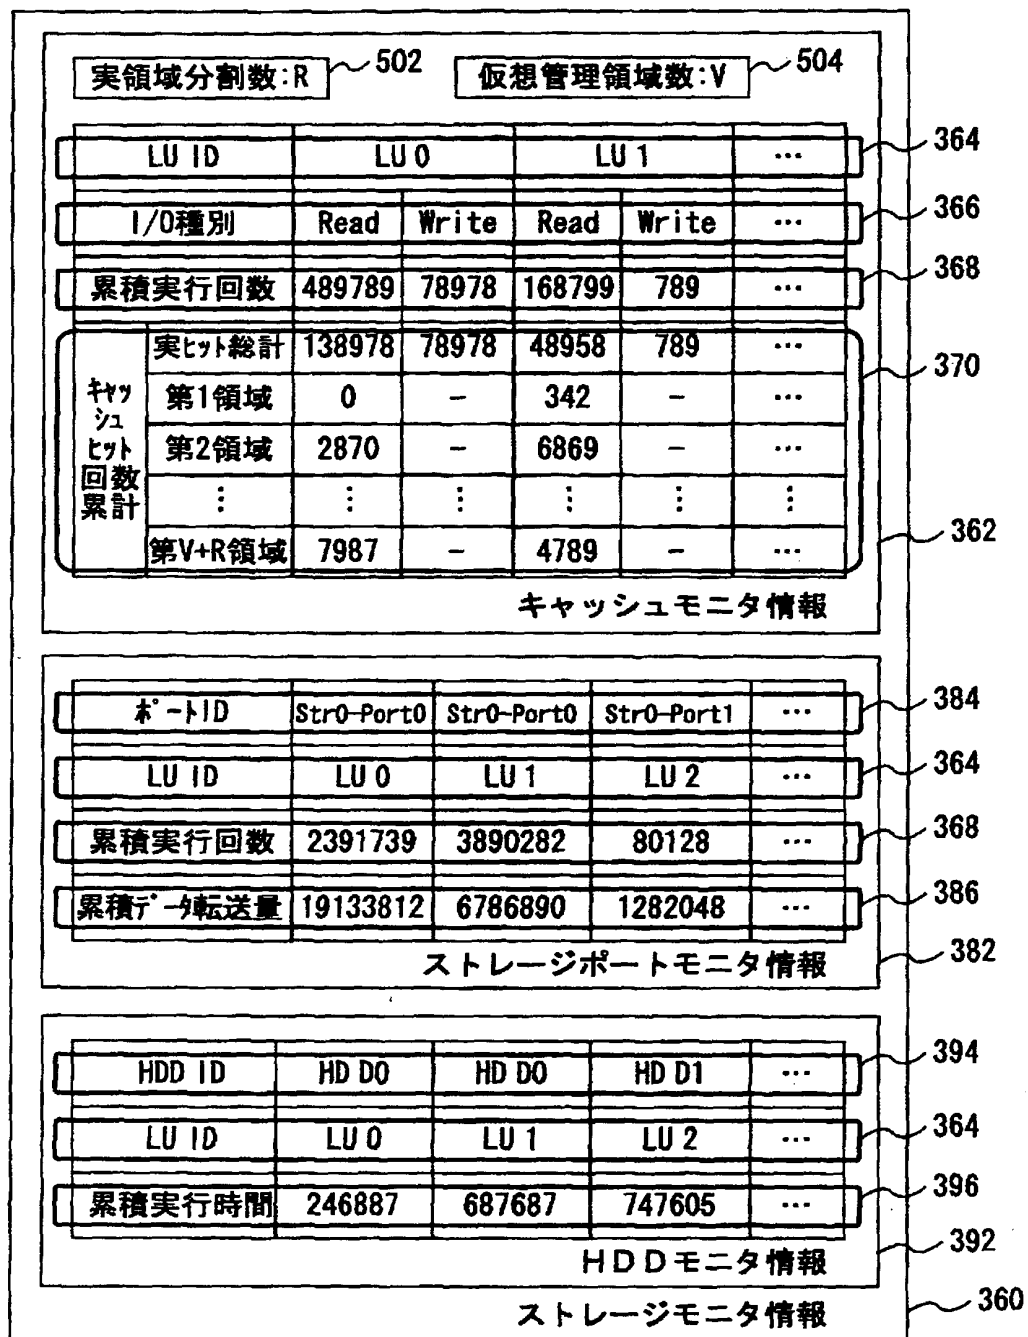 実領域分割数:R 502 仮想管理領域数:V 504
LU ID LU 0 LU 1 … 364
I/O種別 Read Write Read Write … 366
累積実行回数 489789 78978 168799 789 … 368
実ヒット総計 138978 78978 48958 789 … 370
キャッシュヒット回数累計
第1領域 0 - 342 - …
第2領域 2870 - 6869 - …
⋮ ⋮ ⋮ ⋮ ⋮ ⋮
第V+R領域 7987 - 4789 - … 362
キャッシュモニタ情報
ポートID Str0-Port0 Str0-Port0 Str0-Port1 … 384
LU ID LU 0 LU 1 LU 2 … 364
累積実行回数 2391739 3890282 80128 … 368
累積データ転送量 19133812 6786890 1282048 … 386
ストレージポートモニタ情報 382
HDD ID HD D0 HD D0 HD D1 … 394
LU ID LU 0 LU 1 LU 2 … 364
累積実行時間 246887 687687 747605 … 396
HDDモニタ情報 392
ストレージモニタ情報 360